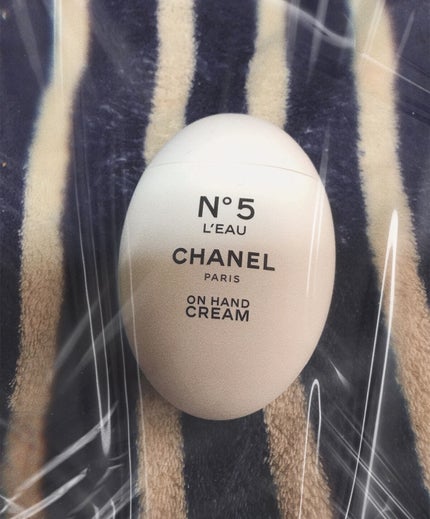 N°5
L'EAU
CHANEL
PARIS
ON HAND
CREAM